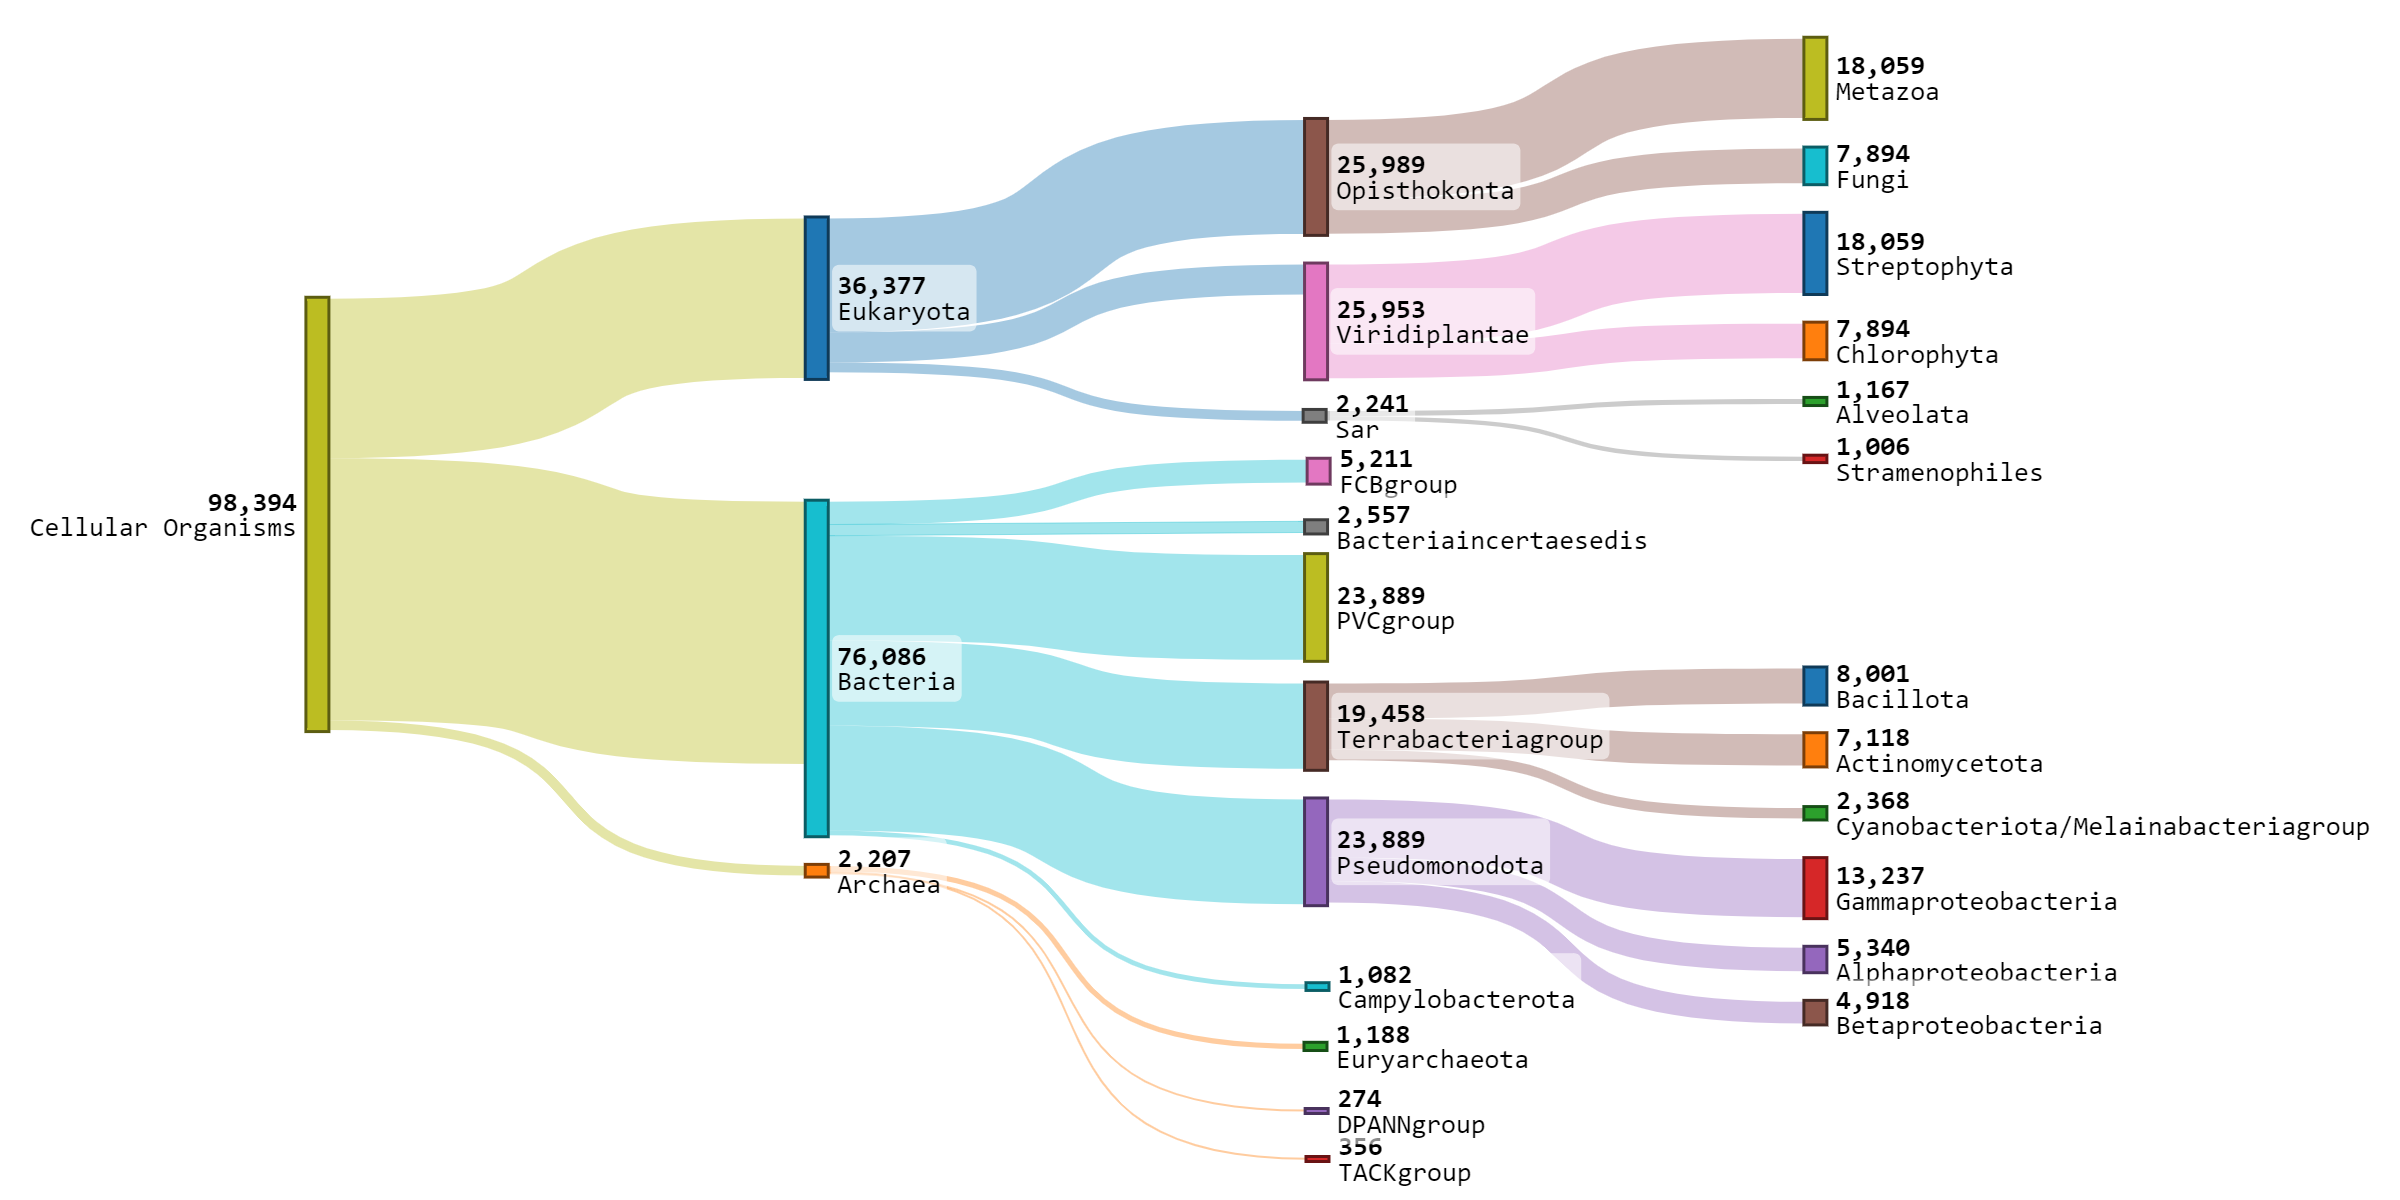 98,394
Cellular Organisms
36,377
Eukaryota
76,086
Bacteria
2,207
Archaea
25,989
Opisthokonta
25,953
Viridiplantae
2,241
Sar
5,211
FCBgroup
2,557
Bacteriaincertaesedis
23,889
PVCgroup
19,458
Terrabacteriagroup
23,889
Pseudomonodota
1,082
Campylobacterota
1,188
Euryarchaeota
274
DPANNgroup
356
TACKgroup
18,059
Metazoa
7,894
Fungi
18,059
Streptophyta
7,894
Chlorophyta
1,167
Alveolata
1,006
Stramenophiles
8,001
Bacillota
7,118
Actinomycetota
2,368
Cyanobacteriota/Melainabacteriagroup
13,237
Gammaproteobacteria
5,340
Alphaproteobacteria
4,918
Betaproteobacteria